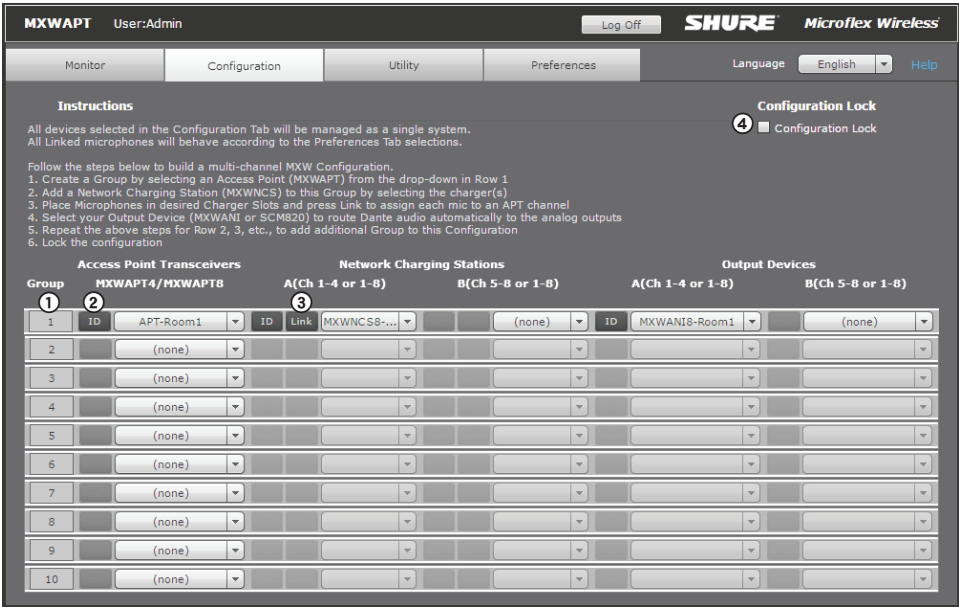 MXWAPT User:Admin Log Off SHURE Microflex Wireless
Monitor Configuration Utility Preferences Language English Help
Instructions Configuration Lock
④ Configuration Lock
All devices selected in the Configuration Tab will be managed as a single system.
All Linked microphones will behave according to the Preferences Tab selections.
Follow the steps below to build a multi-channel MXW Configuration.
1. Create a Group by selecting an Access Point (MXWAPT) from the drop-down in Row 1
2. Add a Network Charging Station (MXWNCS) to this Group by selecting the charger(s)
3. Place Microphones in desired Charger Slots and press Link to assign each mic to an APT channel
4. Select your Output Device (MXWANI or SCM820) to route Dante audio automatically to the analog outputs
5. Repeat the above steps for Row 2, 3, etc., to add additional Group to this Configuration
6. Lock the configuration
Access Point Transceivers Network Charging Stations Output Devices
Group MXWAPT4/MXWAPT8 A(Ch 1-4 or 1-8) B(Ch 5-8 or 1-8) A(Ch 1-4 or 1-8) B(Ch 5-8 or 1-8)
① ② ③
1 ID APT-Room1 ID Link MXWNCS8-... (none) ID MXWANI8-Room1 (none)
2 (none)
3 (none)
4 (none)
5 (none)
6 (none)
7 (none)
8 (none)
9 (none)
10 (none)